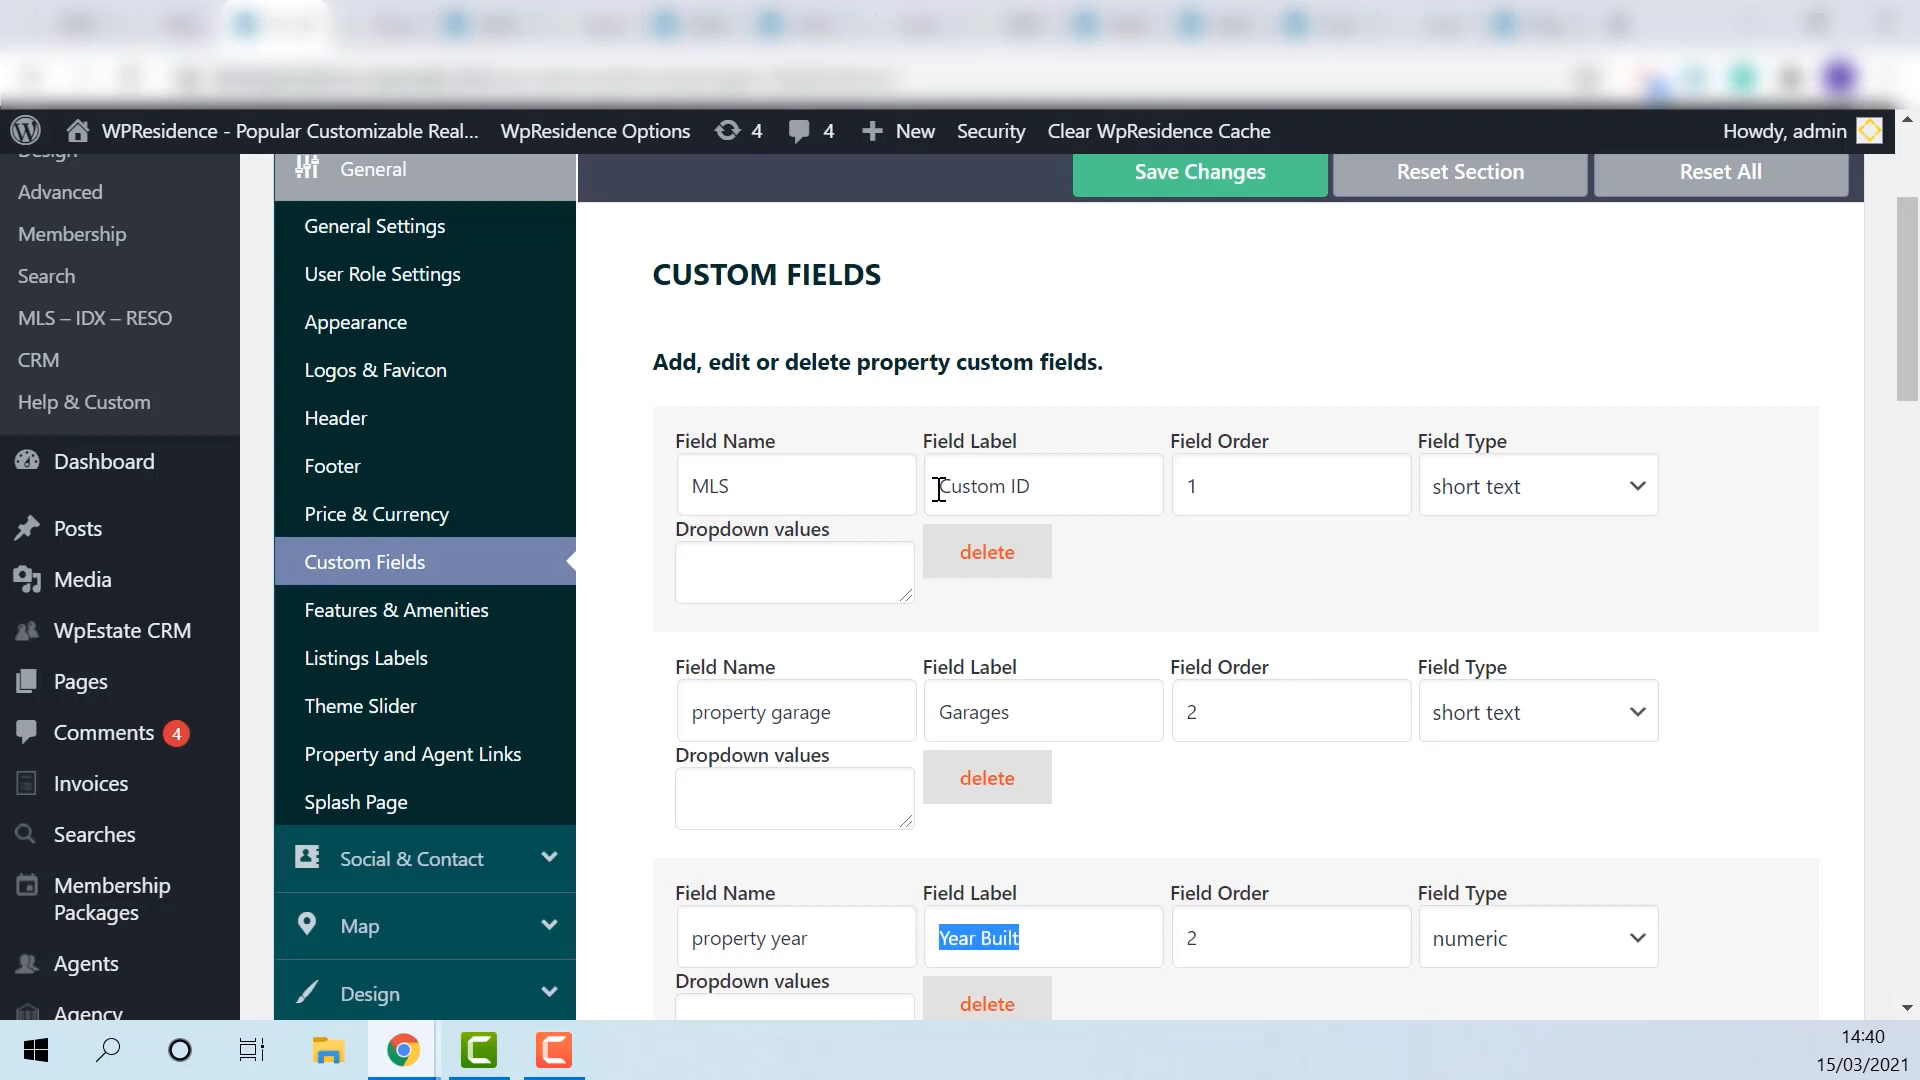 WPResidence - Popular Customizable Real... WpResidence Options 4 4 New Security Clear WpResidence Cache Howdy, admin
Design
Advanced
Membership
Search
MLS – IDX – RESO
CRM
Help & Custom
Dashboard
Posts
Media
WpEstate CRM
Pages
Comments 4
Invoices
Searches
Membership
Packages
Agents
Agency
General
General Settings
User Role Settings
Appearance
Logos & Favicon
Header
Footer
Price & Currency
Custom Fields
Features & Amenities
Listings Labels
Theme Slider
Property and Agent Links
Splash Page
Social & Contact
Map
Design
Save Changes Reset Section Reset All
CUSTOM FIELDS
Add, edit or delete property custom fields.
Field Name Field Label Field Order Field Type
MLS Custom ID 1 short text
Dropdown values
delete
Field Name Field Label Field Order Field Type
property garage Garages 2 short text
Dropdown values
delete
Field Name Field Label Field Order Field Type
property year Year Built 2 numeric
Dropdown values
delete
14:40
15/03/2021